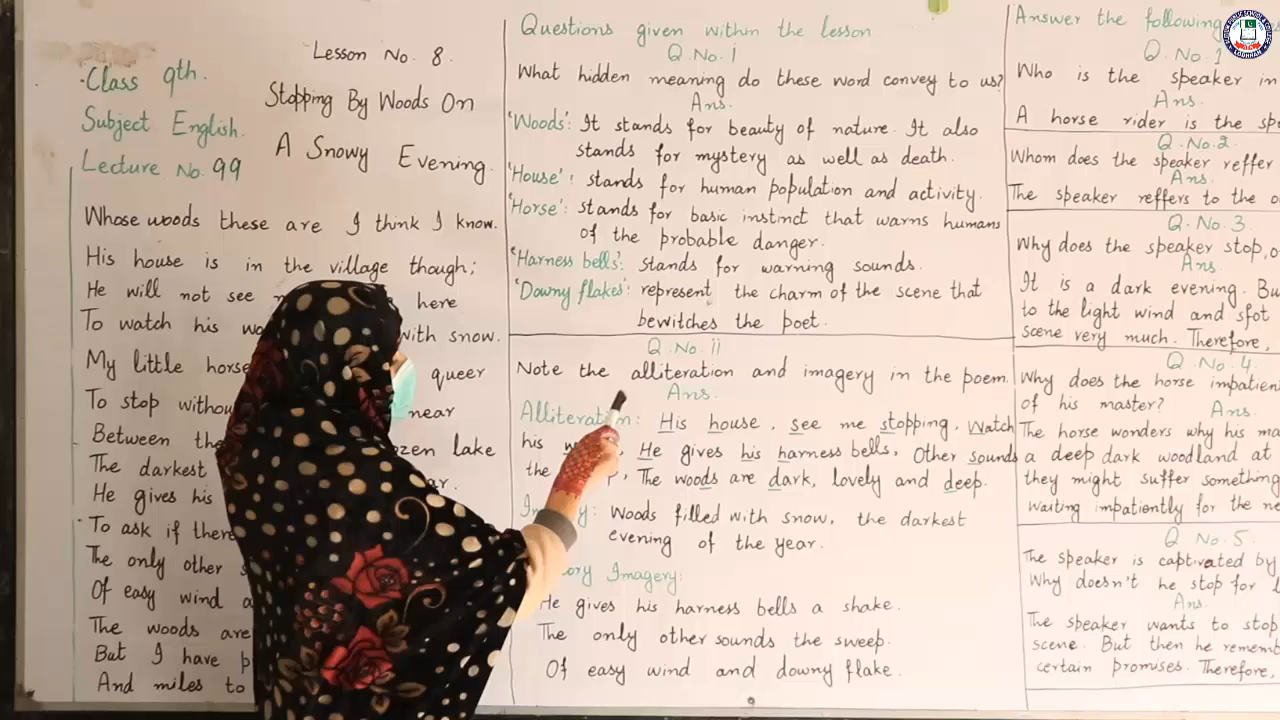 Class 9th.
Subject English.
Lecture No. 99
Lesson No. 8.
Stopping By Woods On
A Snowy Evening.
Whose woods these are I think I know.
His house is in the village though;
He will not see here
To watch his with snow.
My little horse queer
To stop near
Between the lake
The darkest
He gives his
To ask if there
The only other
Of easy wind
The woods are
But I have
And miles to
Questions given within the lesson
Q. No. i
What hidden meaning do these word convey to us?
Ans.
'Woods': It stands for beauty of nature. It also
stands for mystery as well as death.
'House': stands for human population and activity.
'Horse': stands for basic instinct that warns humans
of the probable danger.
'Harness bells': stands for warning sounds.
'Downy flakes': represent the charm of the scene that
bewitches the poet.
Q. No. ii
Note the alliteration and imagery in the poem.
Ans.
Alliteration: His house, see me stopping, Watch
his He gives his harness bells, Other sounds
the The woods are dark, lovely and deep.
woods filled with snow, the darkest
evening of the year.
Imagery:
He gives his harness bells a shake.
The only other sounds the sweep.
Of easy wind and downy flake.
Answer the following
Q. No. 1
Who is the speaker in
Ans.
A horse rider is the
Q. No. 2
Whom does the speaker reffer
Ans.
The speaker reffers to the
Q. No. 3
Why does the speaker stop,
Ans.
It is a dark evening.
to the light wind and sfot
scene very much. Therefore,
Q. No. 4
Why does the horse
of his master? Ans.
The horse wonders why his
a deep dark woodland at
they might suffer something
waiting impatiently for the
Q No. 5
The speaker is captivated by
Why doesn't he stop for
Ans.
The speaker wants to stop
scene. But then he
certain promises. Therefore,